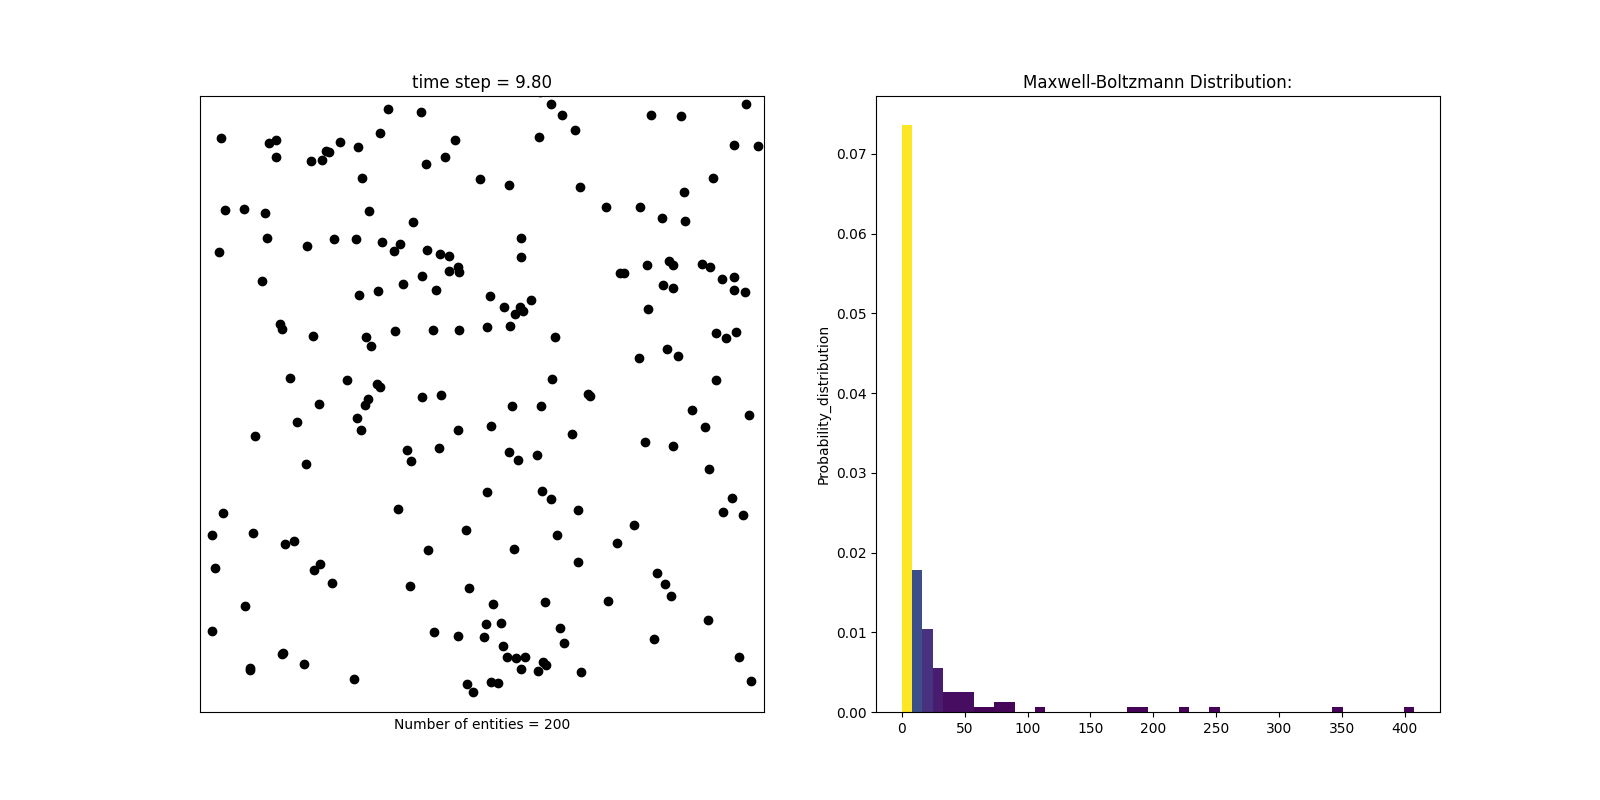 time step = 9.80
Number of entities = 200
Maxwell-Boltzmann Distribution:
Probability_distribution
0.07
0.06
0.05
0.04
0.03
0.02
0.01
0.00
0 50 100 150 200 250 300 350 400